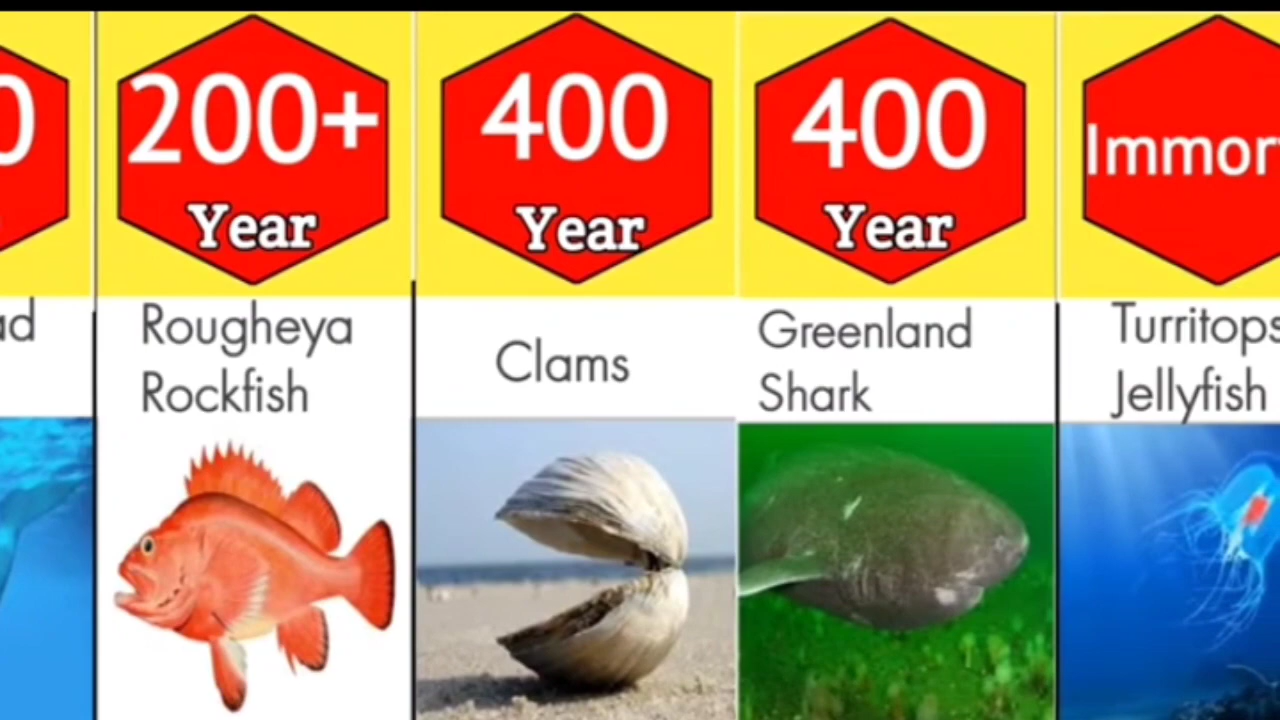 200+
Year
Rougheya
Rockfish
400
Year
Clams
400
Year
Greenland
Shark
Immor
Turritops
Jellyfish